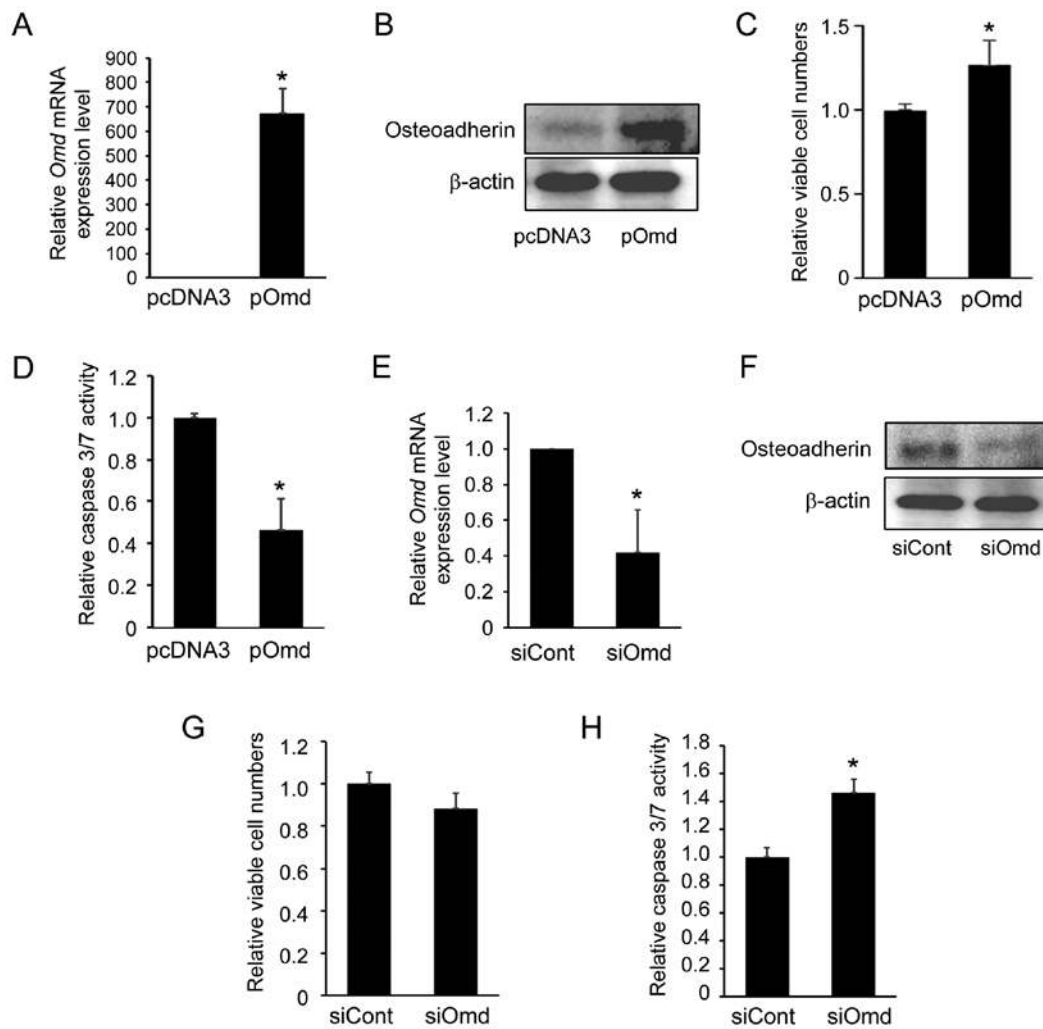 A
Relative Omd mRNA
expression level
900
800
700
600
500
400
300
200
100
0
*
pcDNA3 pOmd
B
Osteoadherin
β-actin
pcDNA3 pOmd
C
Relative viable cell numbers
1.5
1.0
0
*
pcDNA3 pOmd
D
Relative caspase 3/7 activity
1.2
1.0
0.8
0.6
0.4
0.2
0
*
pcDNA3 pOmd
E
Relative Omd mRNA
expression level
1.2
1.0
0.8
0.6
0.4
0.2
0
*
siCont siOmd
F
Osteoadherin
β-actin
siCont siOmd
G
Relative viable cell numbers
1.2
1.0
0.8
0.6
0.4
0.2
0
siCont siOmd
H
Relative caspase 3/7 activity
1.8
1.6
1.4
1.2
1.0
0.8
0.6
0.4
0.2
0
*
siCont siOmd